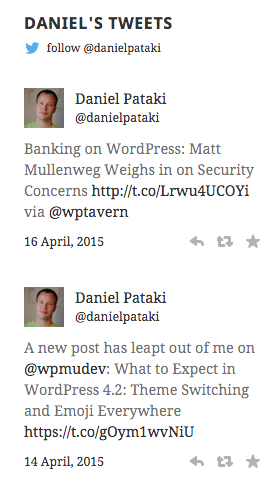 DANIEL'S TWEETS
follow @danielpataki
Daniel Pataki
@danielpataki
Banking on WordPress: Matt
Mullenweg Weighs in on Security
Concerns http://t.co/Lrwu4UCOYi
via @wptavern
16 April, 2015
Daniel Pataki
@danielpataki
A new post has leapt out of me on
@wpmudev: What to Expect in
WordPress 4.2: Theme Switching
and Emoji Everywhere
https://t.co/gOym1wvNiU
14 April, 2015